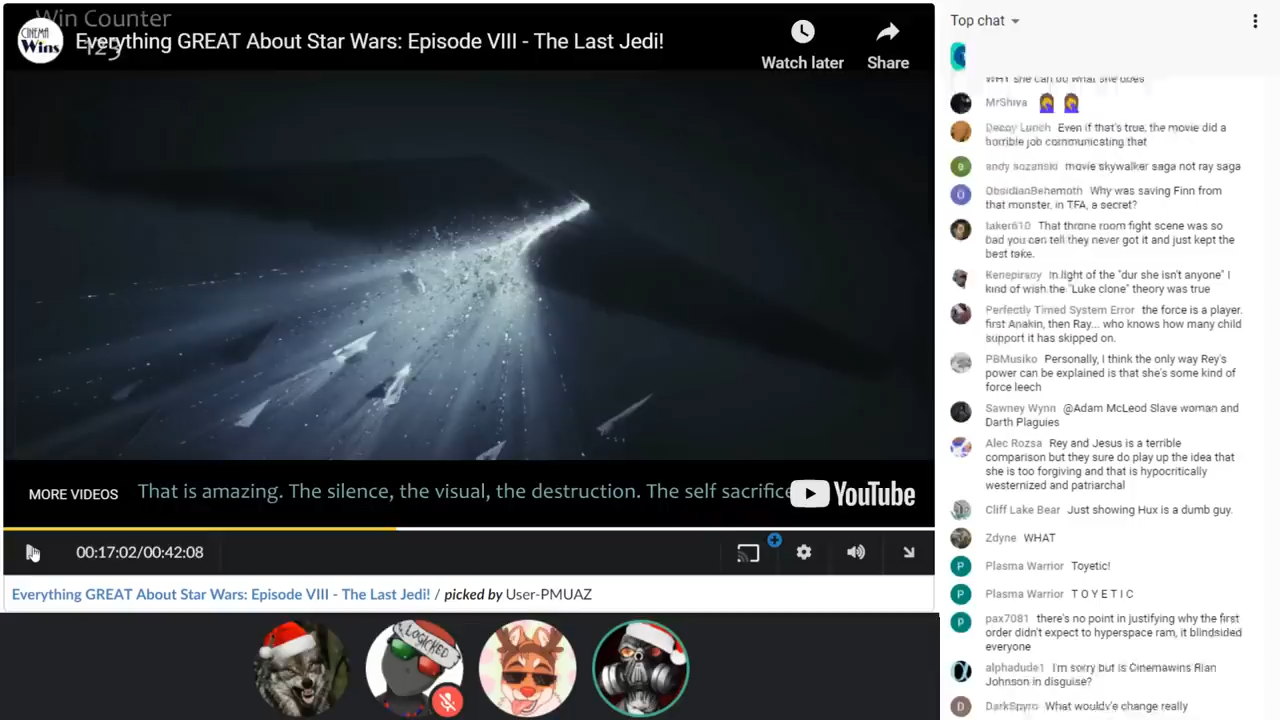 Win Counter
123
CINEMA
Wins
Everything GREAT About Star Wars: Episode VIII - The Last Jedi!
Watch later
Share
MORE VIDEOS
That is amazing. The silence, the visual, the destruction. The self sacrifice
YouTube
00:17:02/00:42:08
Everything GREAT About Star Wars: Episode VIII - The Last Jedi! / picked by User-PMUAZ
LOGICKED
Top chat
WHY she can do what she does
MrShiva
Decoy Lunch Even if that's true, the movie did a
horrible job communicating that
andy sozanski movie skywalker saga not ray saga
ObsidianBehemoth Why was saving Finn from
that monster, in TFA, a secret?
laker610 That throne room fight scene was so
bad you can tell they never got it and just kept the
best take.
Kenspiracy In light of the "dur she isn't anyone" I
kind of wish the "Luke clone" theory was true
Perfectly Timed System Error the force is a player.
first Anakin, then Ray... who knows how many child
support it has skipped on.
PBMusiko Personally, I think the only way Rey's
power can be explained is that she's some kind of
force leech
Sawney Wynn @Adam McLeod Slave woman and
Darth Plaguies
Alec Rozsa Rey and Jesus is a terrible
comparison but they sure do play up the idea that
she is too forgiving and that is hypocritically
westernized and patriarchal
Cliff Lake Bear Just showing Hux is a dumb guy.
Zdyne WHAT
P Plasma Warrior Toyetic!
P Plasma Warrior T O Y E T I C
P pax7081 there's no point in justifying why the first
order didn't expect to hyperspace ram, it blindsided
everyone
alphadude1 I'm sorry but is Cinemawins Rian
Johnson in disguise?
D DarkSpyro What wouldv'e change really